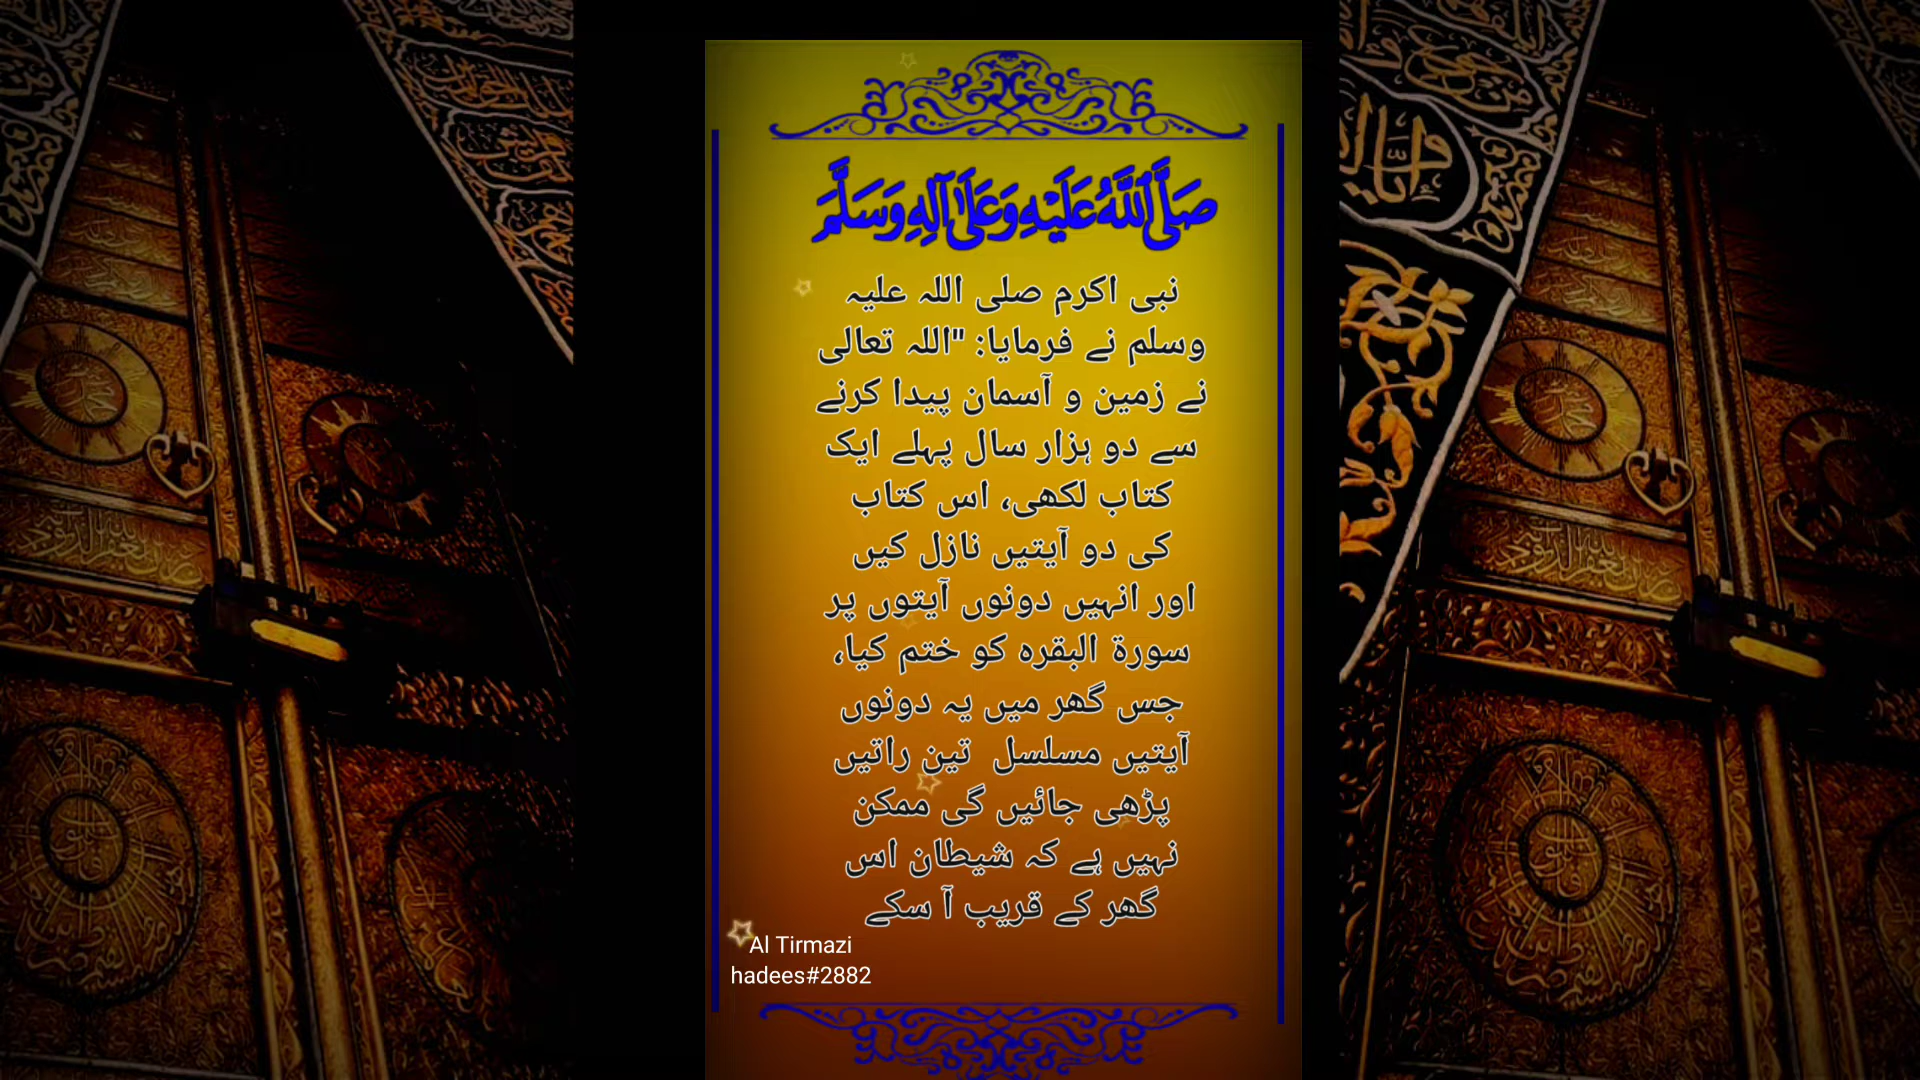 صَلَّى اللَّهُ عَلَيْهِ وَعَلَىٰ آلِهِ وَسَلَّمَ
نبی اکرم صلی اللہ علیہ
وسلم نے فرمایا: "اللہ تعالی
نے زمین و آسمان پیدا کرنے
سے دو ہزار سال پہلے ایک
کتاب لکھی، اس کتاب
کی دو آیتیں نازل کیں
اور انہیں دونوں آیتوں پر
سورۃ البقرہ کو ختم کیا،
جس گھر میں یہ دونوں
آیتیں مسلسل تین راتیں
پڑھی جائیں گی ممکن
نہیں ہے کہ شیطان اس
گھر کے قریب آ سکے
Al Tirmazi
hadees#2882